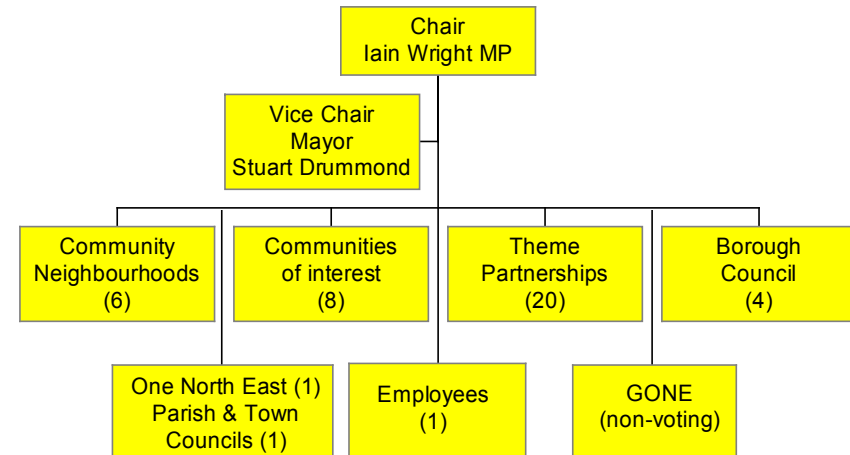 Chair
Iain Wright MP
Vice Chair
Mayor
Stuart Drummond
Community
Neighbourhoods
(6)
Communities
of interest
(8)
Theme
Partnerships
(20)
Borough
Council
(4)
One North East (1)
Parish & Town
Councils (1)
Employees
(1)
GONE
(non-voting)